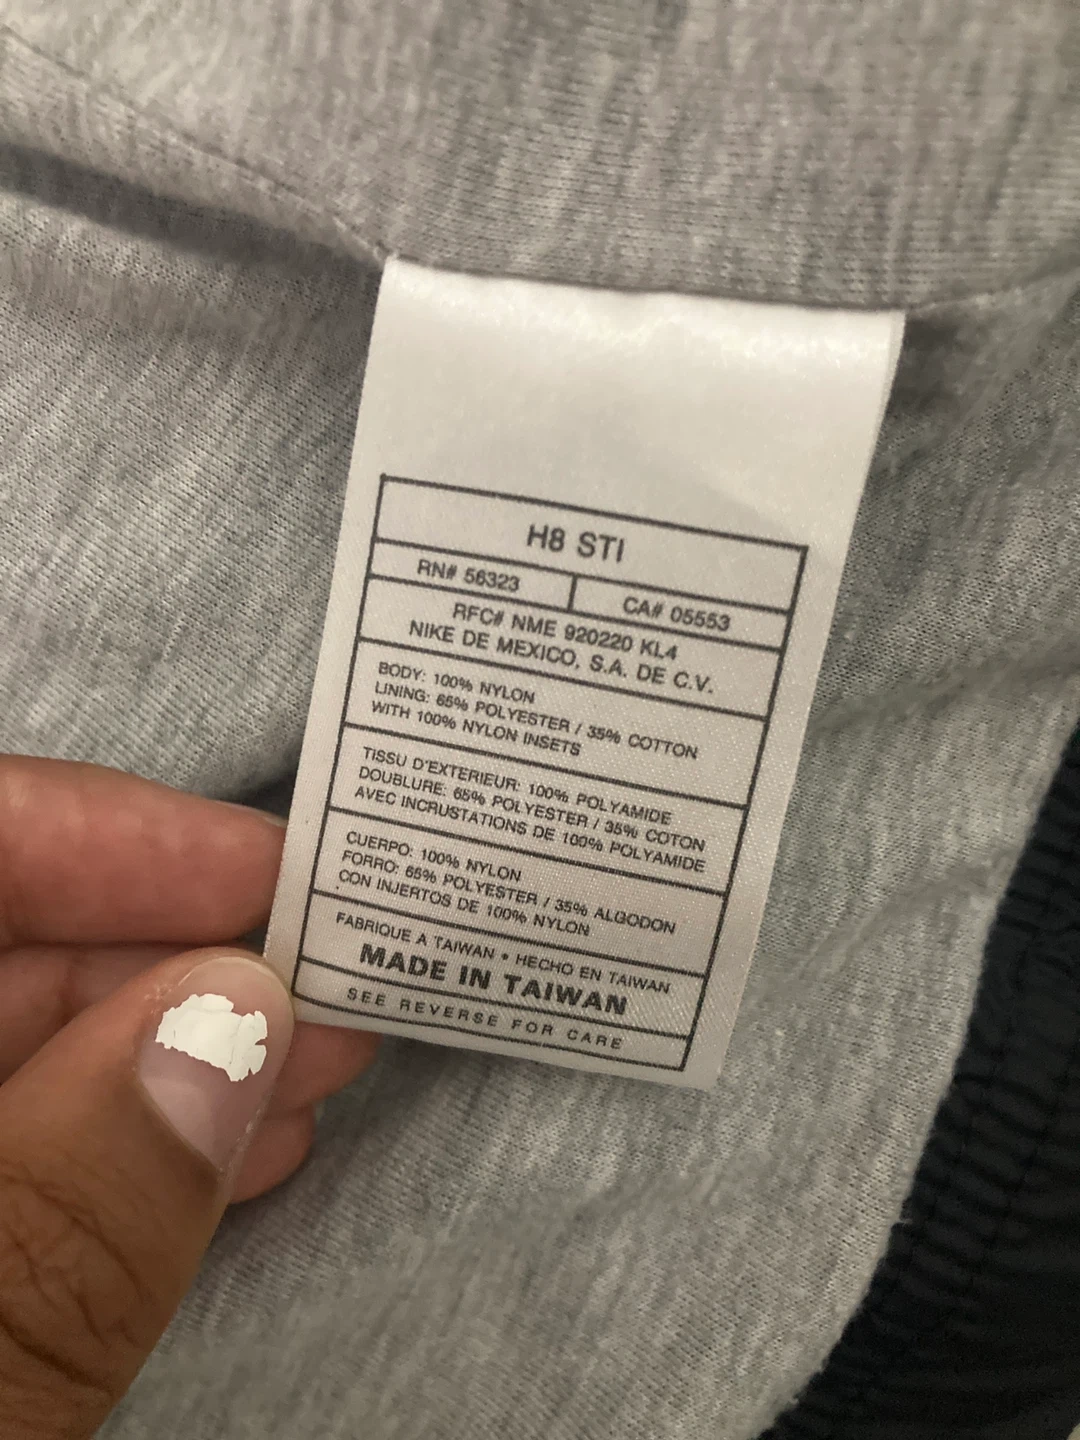 H8 STI
RN# 56323
CA# 05553
RFC# NME 920220 KL4
NIKE DE MEXICO, S.A. DE C.V.
BODY: 100% NYLON
LINING: 65% POLYESTER / 35% COTTON
WITH 100% NYLON INSETS
TISSU D'EXTERIEUR: 100% POLYAMIDE
DOUBLURE: 65% POLYESTER / 35% COTON
AVEC INCRUSTATIONS DE 100% POLYAMIDE
CUERPO: 100% NYLON
FORRO: 65% POLYESTER / 35% ALGODON
CON INJERTOS DE 100% NYLON
FABRIQUE A TAIWAN • HECHO EN TAIWAN
MADE IN TAIWAN
SEE REVERSE FOR CARE